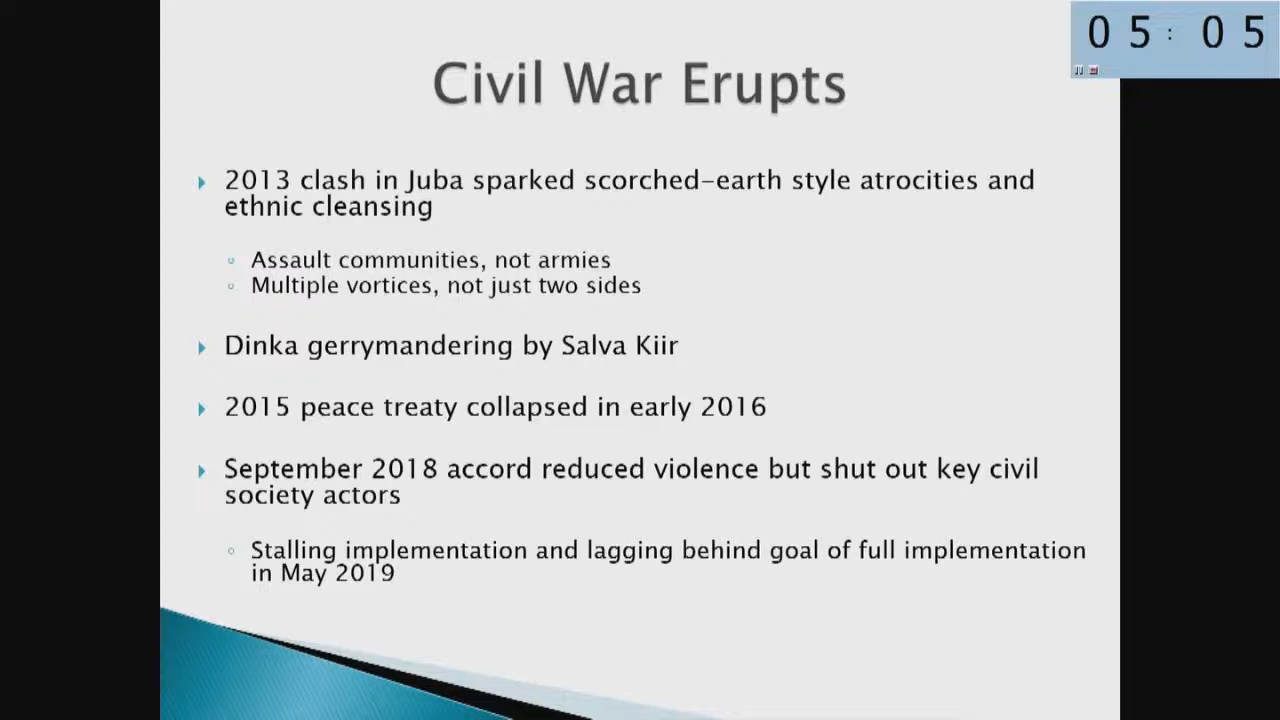 05:05
Civil War Erupts
2013 clash in Juba sparked scorched-earth style atrocities and
ethnic cleansing
Assault communities, not armies
Multiple vortices, not just two sides
Dinka gerrymandering by Salva Kiir
2015 peace treaty collapsed in early 2016
September 2018 accord reduced violence but shut out key civil
society actors
Stalling implementation and lagging behind goal of full implementation
in May 2019